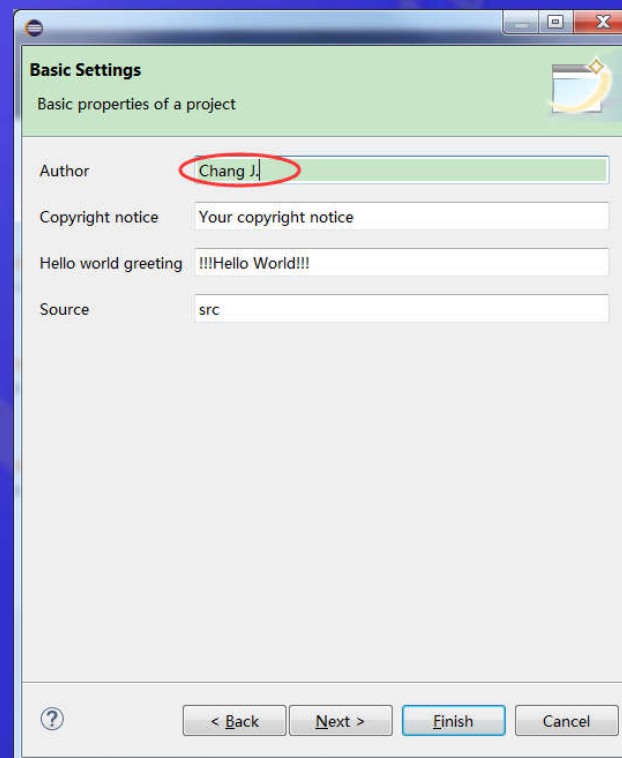 Basic Settings
Basic properties of a project
Author Chang J.
Copyright notice Your copyright notice
Hello world greeting !!!Hello World!!!
Source src
? < Back Next > Finish Cancel